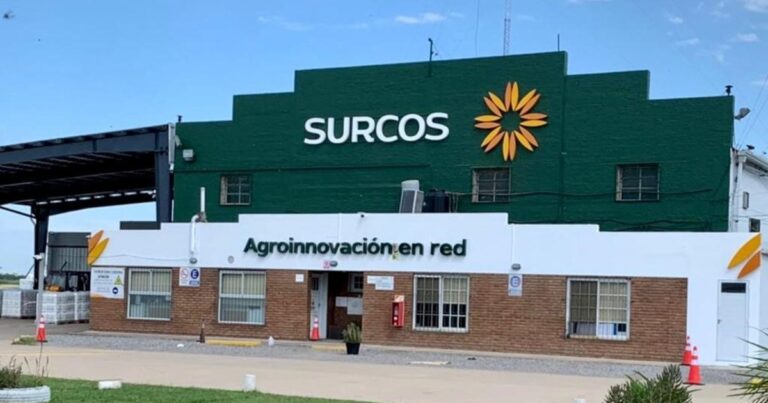 SURCOS
Agroinnovación en red
E
E